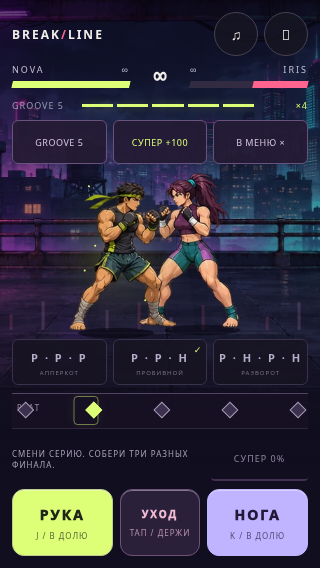 BREAK/LINE
NOVA ∞ ∞ ∞ IRIS
GROOVE 5 ×4
GROOVE 5 СУПЕР +100 В МЕНЮ ×
Р · Р · Р Р · Р · Н ✓ Р · Н · Р · Н
АППЕРКОТ ПРОБИВНОЙ РАЗВОРОТ
СМЕНИ СЕРИЮ. СОБЕРИ ТРИ РАЗНЫХ
ФИНАЛА.
СУПЕР 0%
РУКА УХОД НОГА
J / В ДОЛЮ ТАП / ДЕРЖИ K / В ДОЛЮ